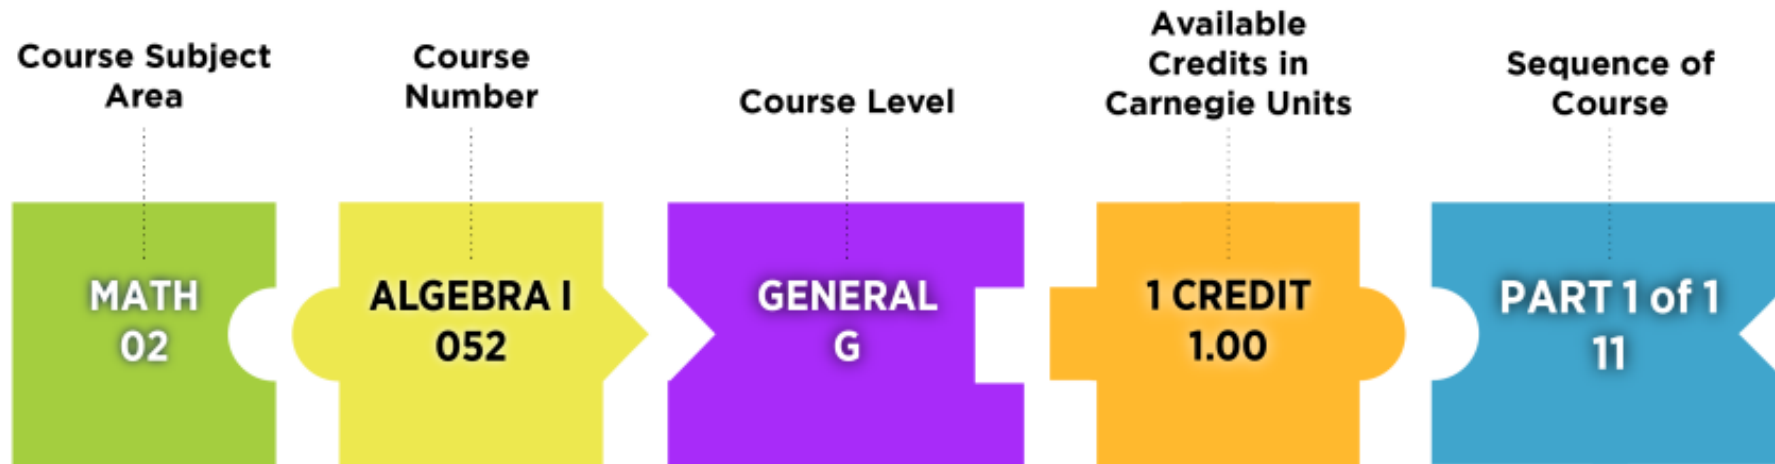 Course Subject
Area
Course
Number
Course Level
Available
Credits in
Carnegie Units
Sequence of
Course
MATH
02
ALGEBRA I
052
GENERAL
G
1 CREDIT
1.00
PART 1 of 1
11